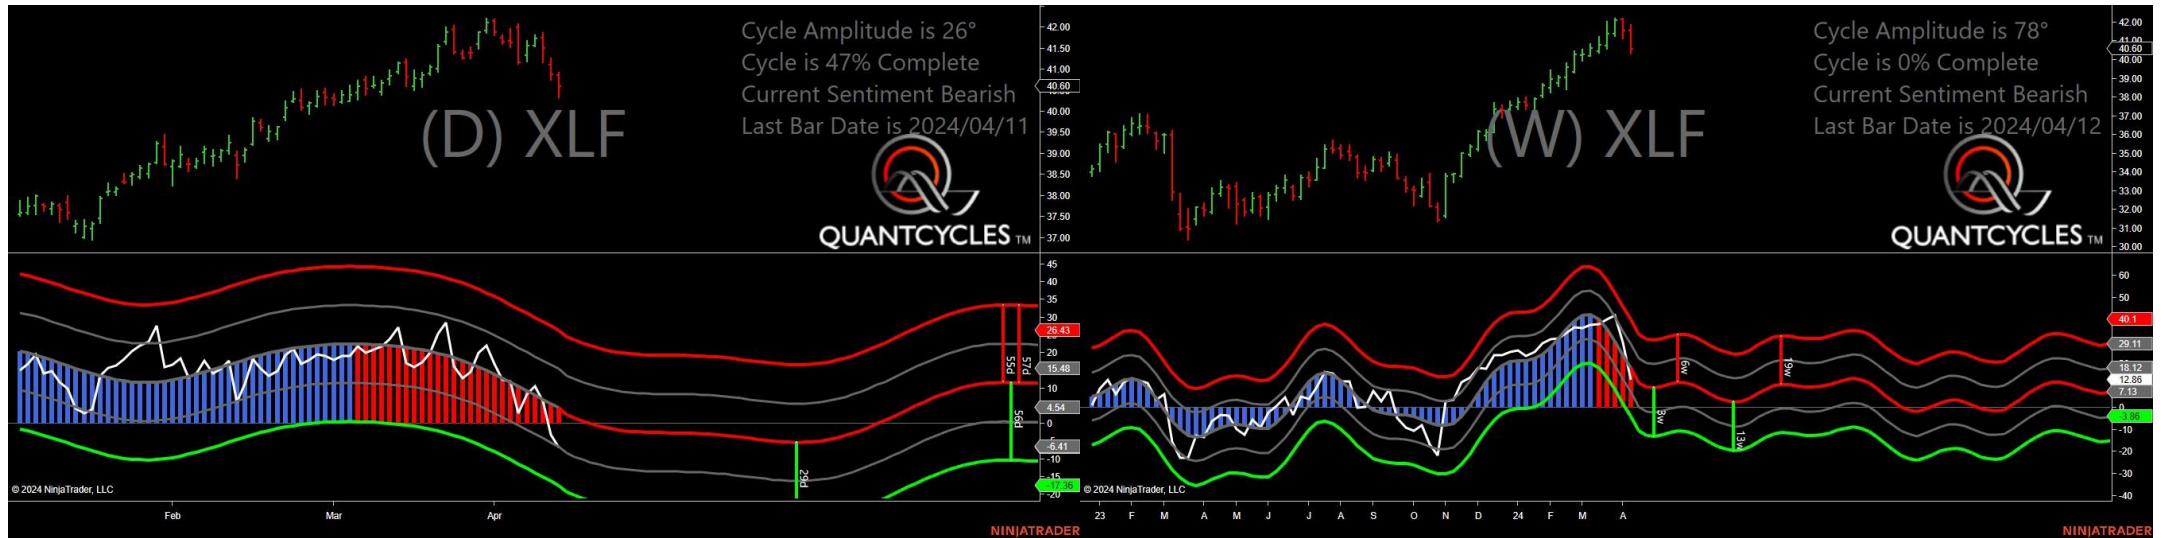 Cycle Amplitude is 26°
Cycle is 47% Complete
Current Sentiment Bearish
Last Bar Date is 2024/04/11
(D) XLF
QUANTCYCLES TM
42.00
41.50
41.00
40.60
40.00
39.50
39.00
38.50
38.00
37.50
37.00
45
40
35
30
26.43
20
15.48
10
4.54
0
-6.41
-10
-15
-17.36
-20
29d
55d
57d
56d
© 2024 NinjaTrader, LLC
Feb
Mar
Apr
NINJATRADER
Cycle Amplitude is 78°
Cycle is 0% Complete
Current Sentiment Bearish
Last Bar Date is 2024/04/12
(W) XLF
QUANTCYCLES TM
42.00
41.00
40.60
40.00
39.00
38.00
37.00
36.00
35.00
34.00
33.00
32.00
31.00
30.00
60
50
40.1
29.11
18.12
12.86
7.13
0
-3.86
-10
-20
-30
-40
6w
19w
8w
13w
© 2024 NinjaTrader, LLC
23
F
M
A
M
J
J
A
S
O
N
D
24
F
M
A
NINJATRADER